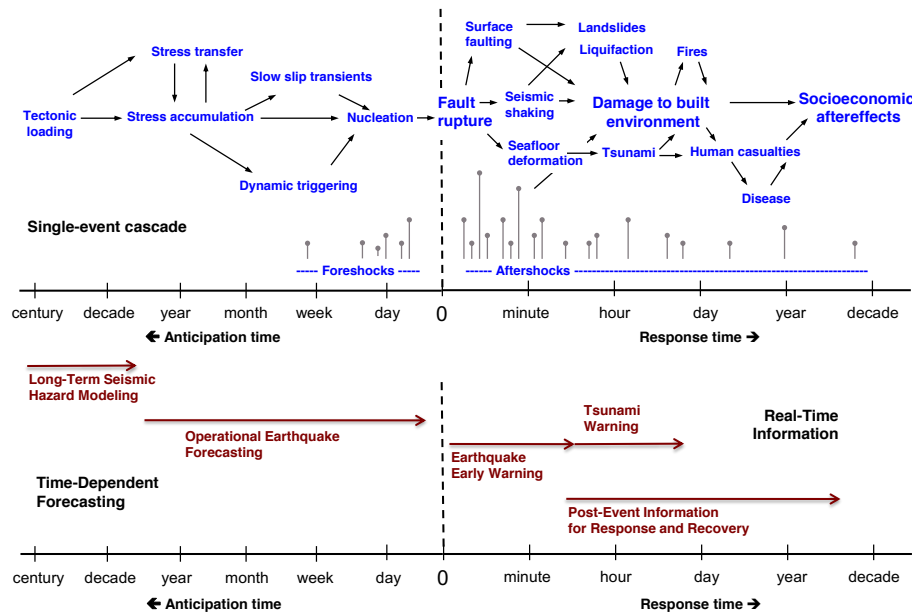 Surface
faulting
Landslides
Liquifaction
Fires
Stress transfer
Slow slip transients
Tectonic
loading
Stress accumulation
Nucleation
Fault
rupture
Seismic
shaking
Damage to built
environment
Socioeconomic
aftereffects
Seafloor
deformation
Tsunami
Human casualties
Dynamic triggering
Disease
Single-event cascade
Foreshocks
Aftershocks
century decade year month week day 0 minute hour day year decade
← Anticipation time
Response time →
Long-Term Seismic
Hazard Modeling
Operational Earthquake
Forecasting
Tsunami
Warning
Real-Time
Information
Earthquake
Early Warning
Time-Dependent
Forecasting
Post-Event Information
for Response and Recovery
century decade year month week day 0 minute hour day year decade
← Anticipation time
Response time →